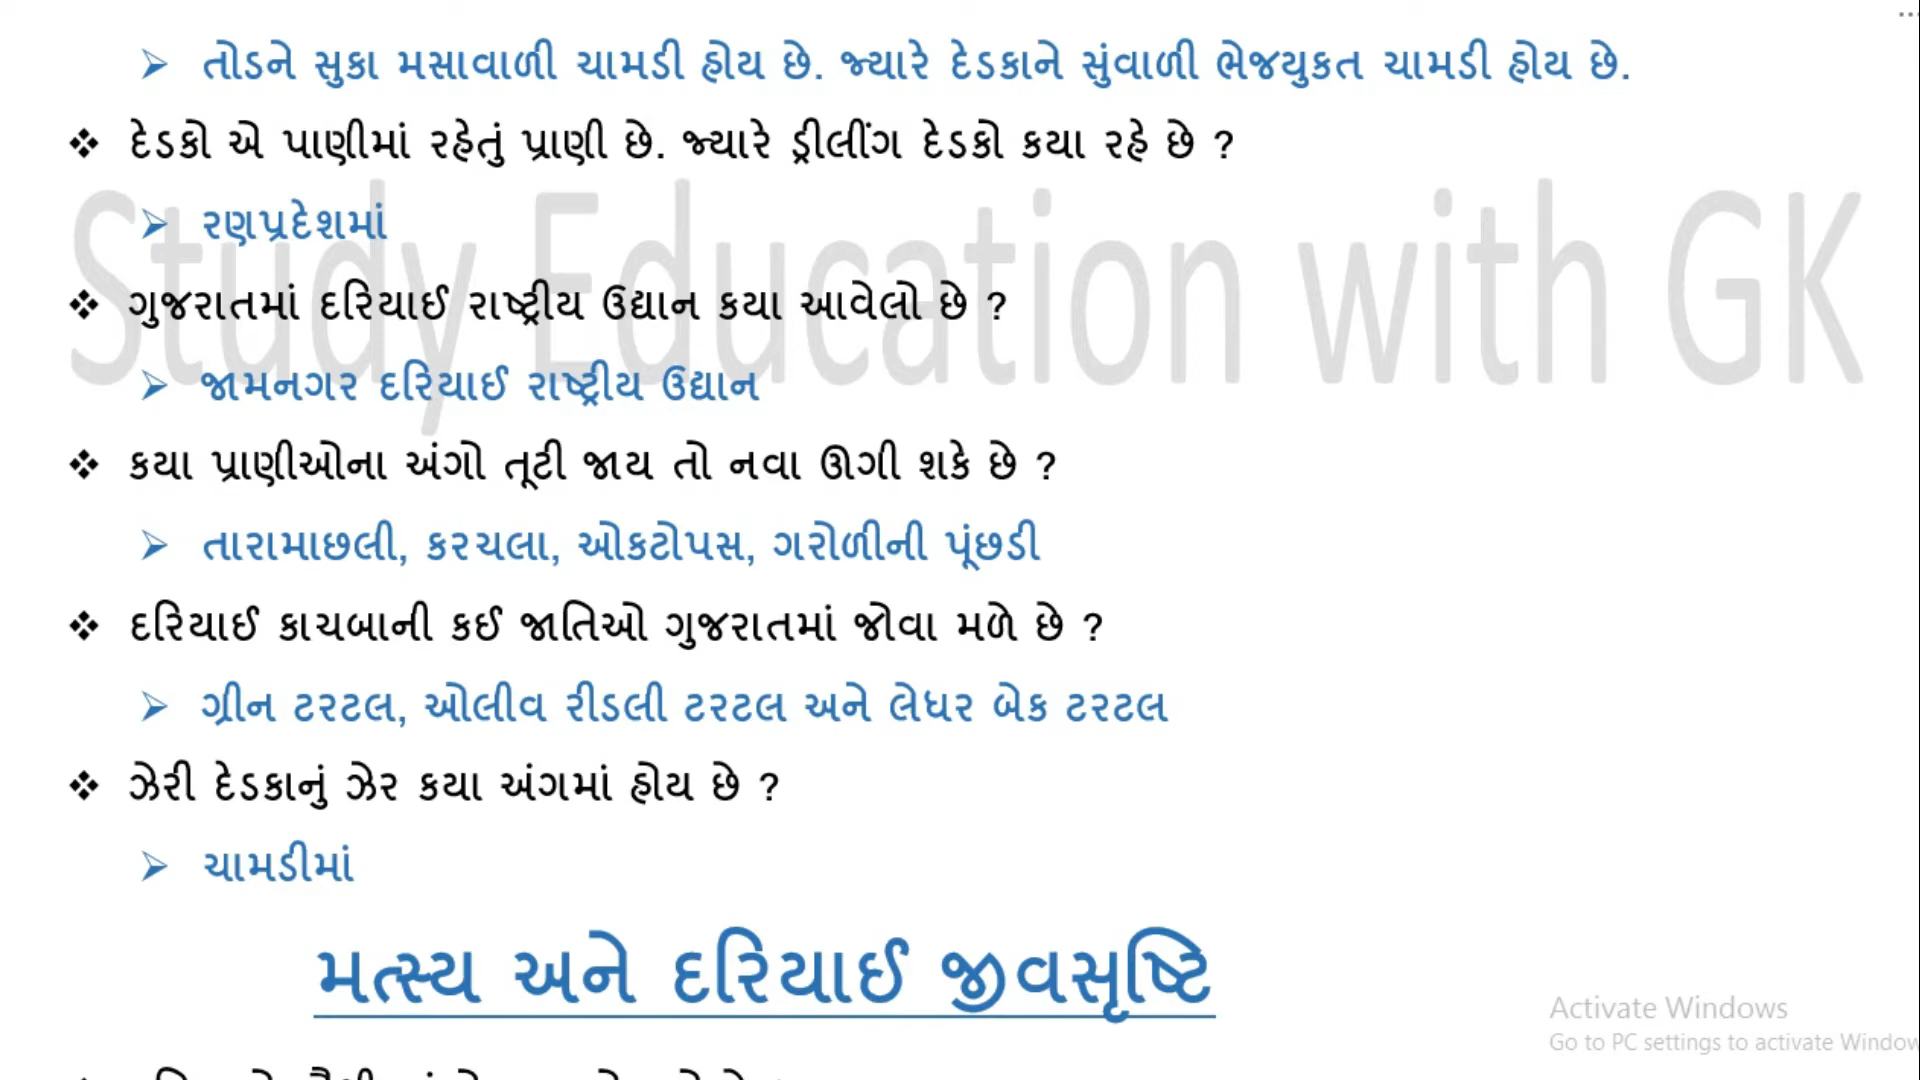 તોડને સુકા મસાવાળી ચામડી હોય છે. જ્યારે દેડકાને સુંવાળી ભેજયુકત ચામડી હોય છે.
દેડકો એ પાણીમાં રહેતું પ્રાણી છે. જ્યારે ડ્રીલીંગ દેડકો કયા રહે છે ?
Study Education with GK
રણપ્રદેશમાં
ગુજરાતમાં દરિયાઈ રાષ્ટ્રીય ઉદ્યાન કયા આવેલો છે ?
જામનગર દરિયાઈ રાષ્ટ્રીય ઉદ્યાન
કયા પ્રાણીઓના અંગો તૂટી જાય તો નવા ઊગી શકે છે ?
તારામાછલી, કરચલા, ઓકટોપસ, ગરોળીની પૂંછડી
દરિયાઈ કાચબાની કઈ જાતિઓ ગુજરાતમાં જોવા મળે છે ?
ગ્રીન ટરટલ, ઓલીવ રીડલી ટરટલ અને લેધર બેક ટરટલ
ઝેરી દેડકાનું ઝેર કયા અંગમાં હોય છે ?
ચામડીમાં
મત્સ્ય અને દરિયાઈ જીવસૃષ્ટિ
Activate Windows
Go to PC settings to activate Window